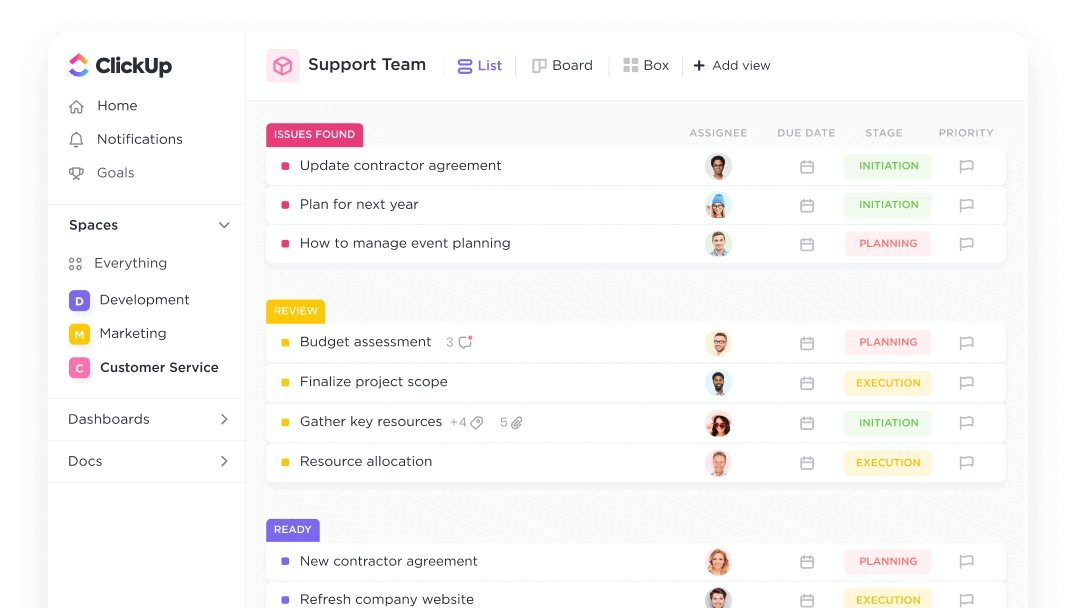 ClickUp
Home
Notifications
Goals
Spaces
Everything
D Development
M Marketing
C Customer Service
Dashboards
Docs
Support Team List Board Box + Add view
ISSUES FOUND ASSIGNEE DUE DATE STAGE PRIORITY
Update contractor agreement INITIATION
Plan for next year INITIATION
How to manage event planning PLANNING
REVIEW
Budget assessment 3 PLANNING
Finalize project scope EXECUTION
Gather key resources +4 5 INITIATION
Resource allocation EXECUTION
READY
New contractor agreement PLANNING
Refresh company website EXECUTION